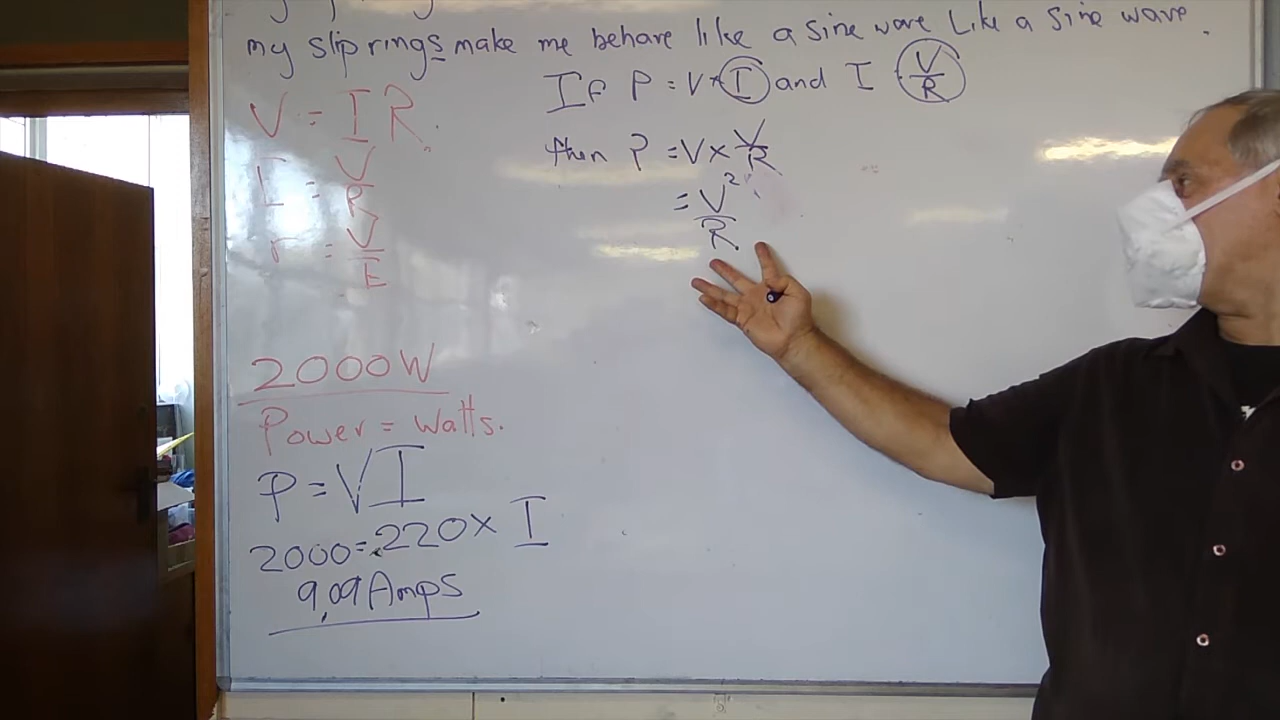 my slip rings make me behave like a sine wave Like a sine wave.
If P = V × I and I = V/R
then P = V × V/R
= V²/R
V = I R.
I = V/R
r = V/I
2000W
Power = Watts.
P = VI
2000 = 220 × I
9,09 Amps